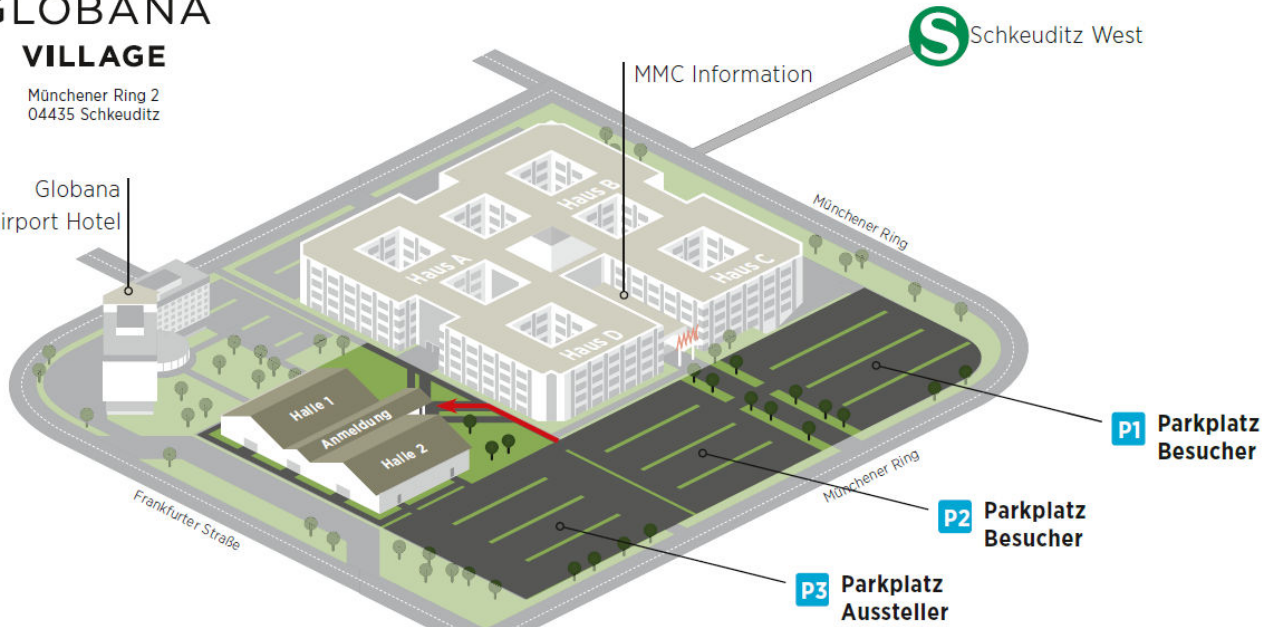 GLOBANA
VILLAGE
Münchener Ring 2
04435 Schkeuditz
S
Schkeuditz West
MMC Information
Globana
irport Hotel
Münchener Ring
Haus B
Haus A
Haus C
Haus D
MMC
Halle 1
Anmeldung
Halle 2
P1 Parkplatz
Besucher
Münchener Ring
P2 Parkplatz
Besucher
Frankfurter Straße
P3 Parkplatz
Aussteller